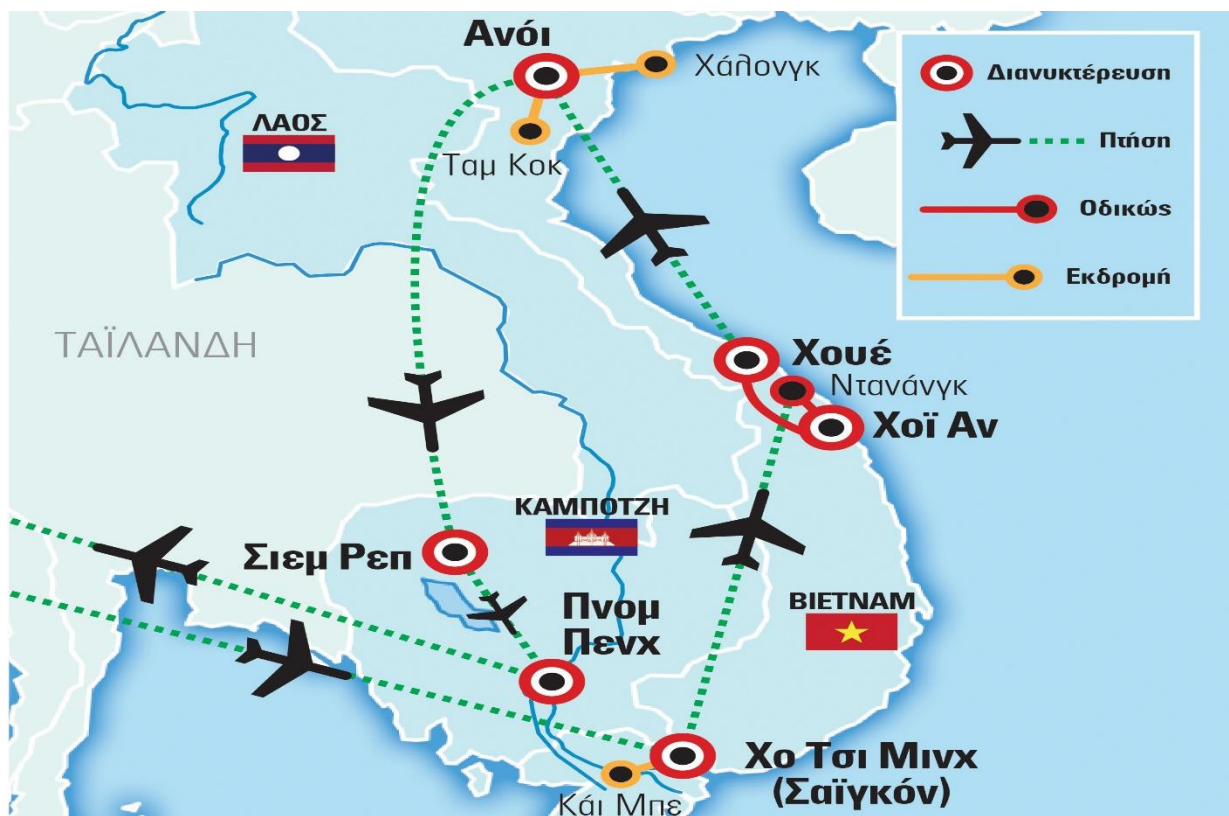 Ανόι
Χάλονγκ
Ταμ Κοκ
ΛΑΟΣ
ΤΑΪΛΑΝΔΗ
Χουέ
Ντανάνγκ
Χοϊ Αν
ΚΑΜΠΟΤΖΗ
Σιεμ Ρεπ
Πνομ
Πενχ
ΒΙΕΤΝΑΜ
Χο Τσι Μινχ
(Σαϊγκόν)
Κάι Μπε
Διανυκτέρευση
Πτήση
Οδικώς
Εκδρομή